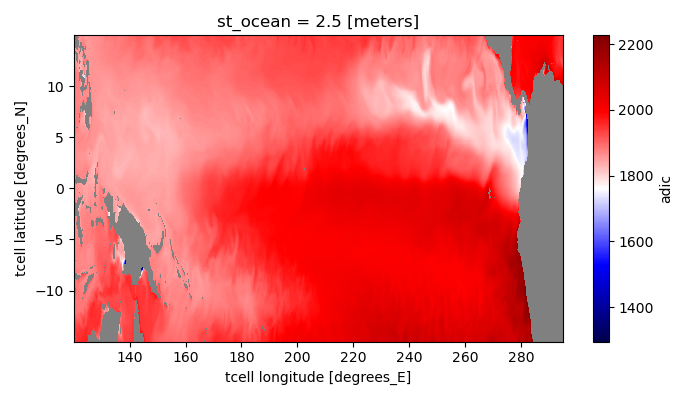 st_ocean = 2.5 [meters]
tcell latitude [degrees_N]
10
5
0
−5
−10
140 160 180 200 220 240 260 280
tcell longitude [degrees_E]
2200
2000
1800
1600
1400
adic